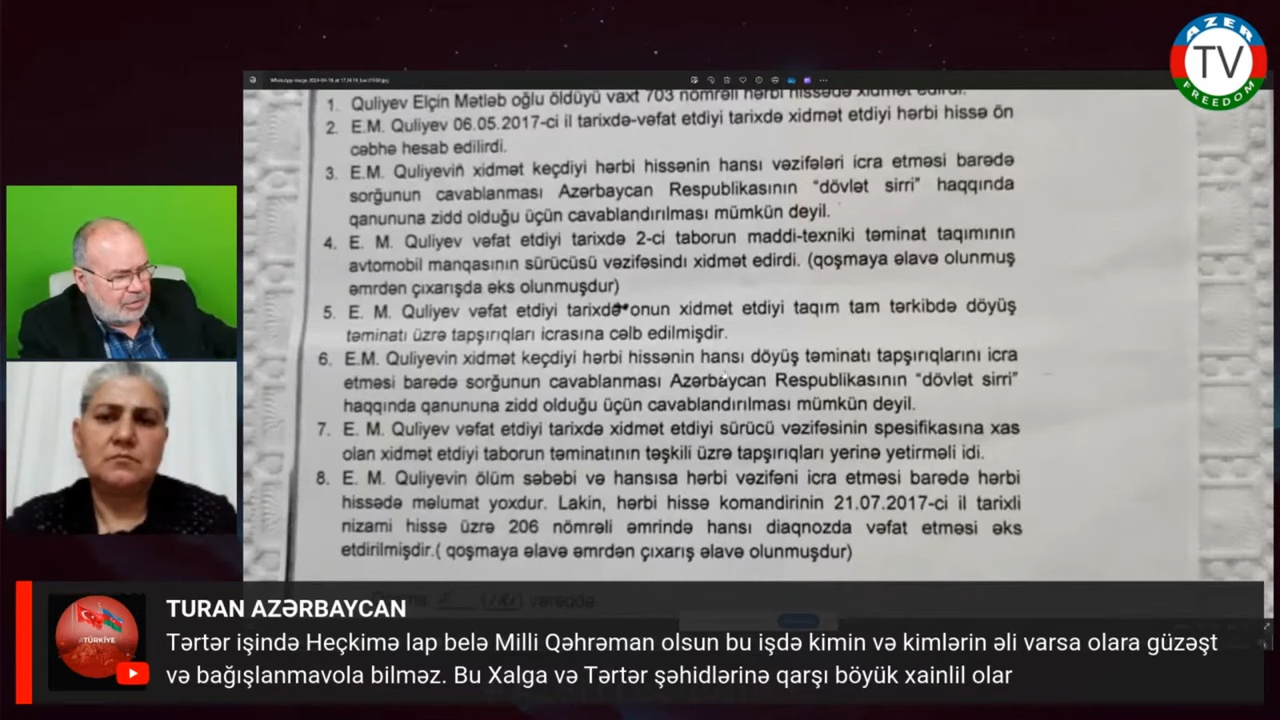 AZER
TV
FREEDOM
1. Quliyev Elçin Mətləb oğlu öldüyü vaxt 703 nömrəli hərbi hissədə xidmət edirdi.
2. E.M. Quliyev 06.05.2017-ci il tarixdə-vəfat etdiyi tarixdə xidmət etdiyi hərbi hissə ön
cəbhə hesab edilirdi.
3. E.M. Quliyevin xidmət keçdiyi hərbi hissənin hansı vəzifələri icra etməsi barədə
sorğunun cavablanması Azərbaycan Respublikasının “dövlət sirri” haqqında
qanununa zidd olduğu üçün cavablandırılması mümkün deyil.
4. E. M. Quliyev vəfat etdiyi tarixdə 2-ci taborun maddi-texniki təminat taqımının
avtomobil manqasının sürücüsü vəzifəsindı xidmət edirdi. (qoşmaya əlavə olunmuş
əmrdən çıxarışda əks olunmuşdur)
5. E. M. Quliyev vəfat etdiyi tarixdə onun xidmət etdiyi taqım tam tərkibdə döyüş
təminatı üzrə tapşırıqları icrasına cəlb edilmişdir.
6. E.M. Quliyevin xidmət keçdiyi hərbi hissənin hansı döyüş təminatı tapşırıqlarını icra
etməsi barədə sorğunun cavablanması Azərbaycan Respublikasının “dövlət sirri”
haqqında qanununa zidd olduğu üçün cavablandırılması mümkün deyil.
7. E. M. Quliyev vəfat etdiyi tarixdə xidmət etdiyi sürücü vəzifəsinin spesifikasına xas
olan xidmət etdiyi taborun təminatının təşkili üzrə tapşırıqları yerinə yetirməli idi.
8. E. M. Quliyevin ölüm səbəbi və hansısa hərbi vəzifəni icra etməsi barədə hərbi
hissədə məlumat yoxdur. Lakin, hərbi hissə komandirinin 21.07.2017-ci il tarixli
nizami hissə üzrə 206 nömrəli əmrində hansı diaqnozda vəfat etməsi əks
etdirilmişdir.( qoşmaya əlavə əmrdən çıxarış əlavə olunmuşdur)
vərəqdə
#TÜRKİYE
TURAN AZƏRBAYCAN
Tərtər işində Heçkimə lap belə Milli Qəhrəman olsun bu işdə kimin və kimlərin əli varsa olara güzəşt
və bağışlanmavola bilməz. Bu Xalga və Tərtər şəhidlərinə qarşı böyük xainlil olar